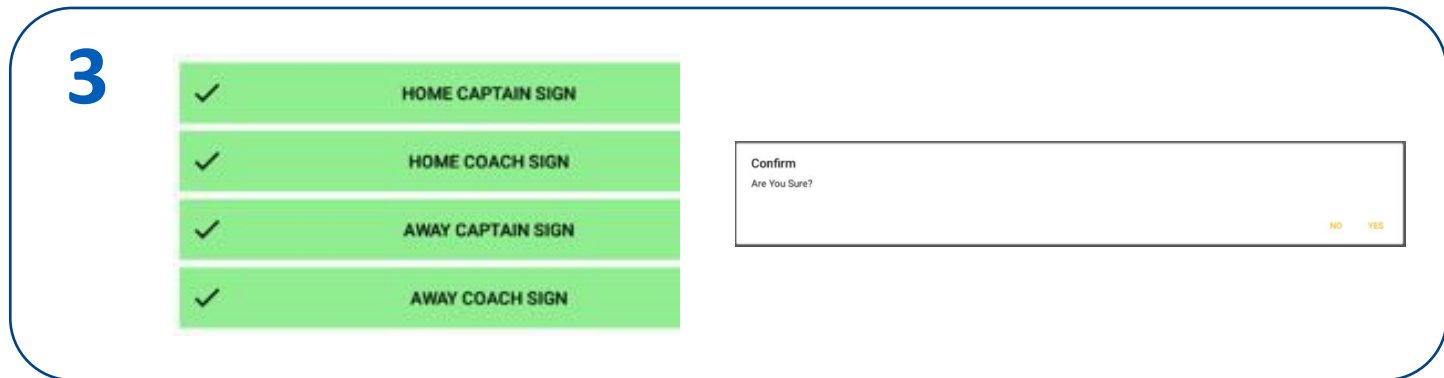 3
HOME CAPTAIN SIGN
HOME COACH SIGN
AWAY CAPTAIN SIGN
AWAY COACH SIGN
Confirm
Are You Sure?
NO YES